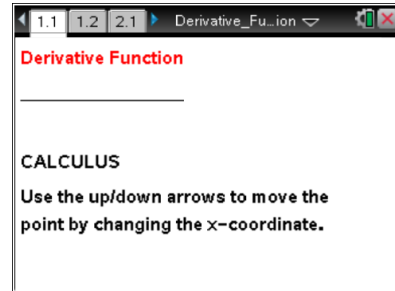 1.1 1.2 2.1 Derivative_Fu…ion
Derivative Function
CALCULUS
Use the up/down arrows to move the
point by changing the x-coordinate.